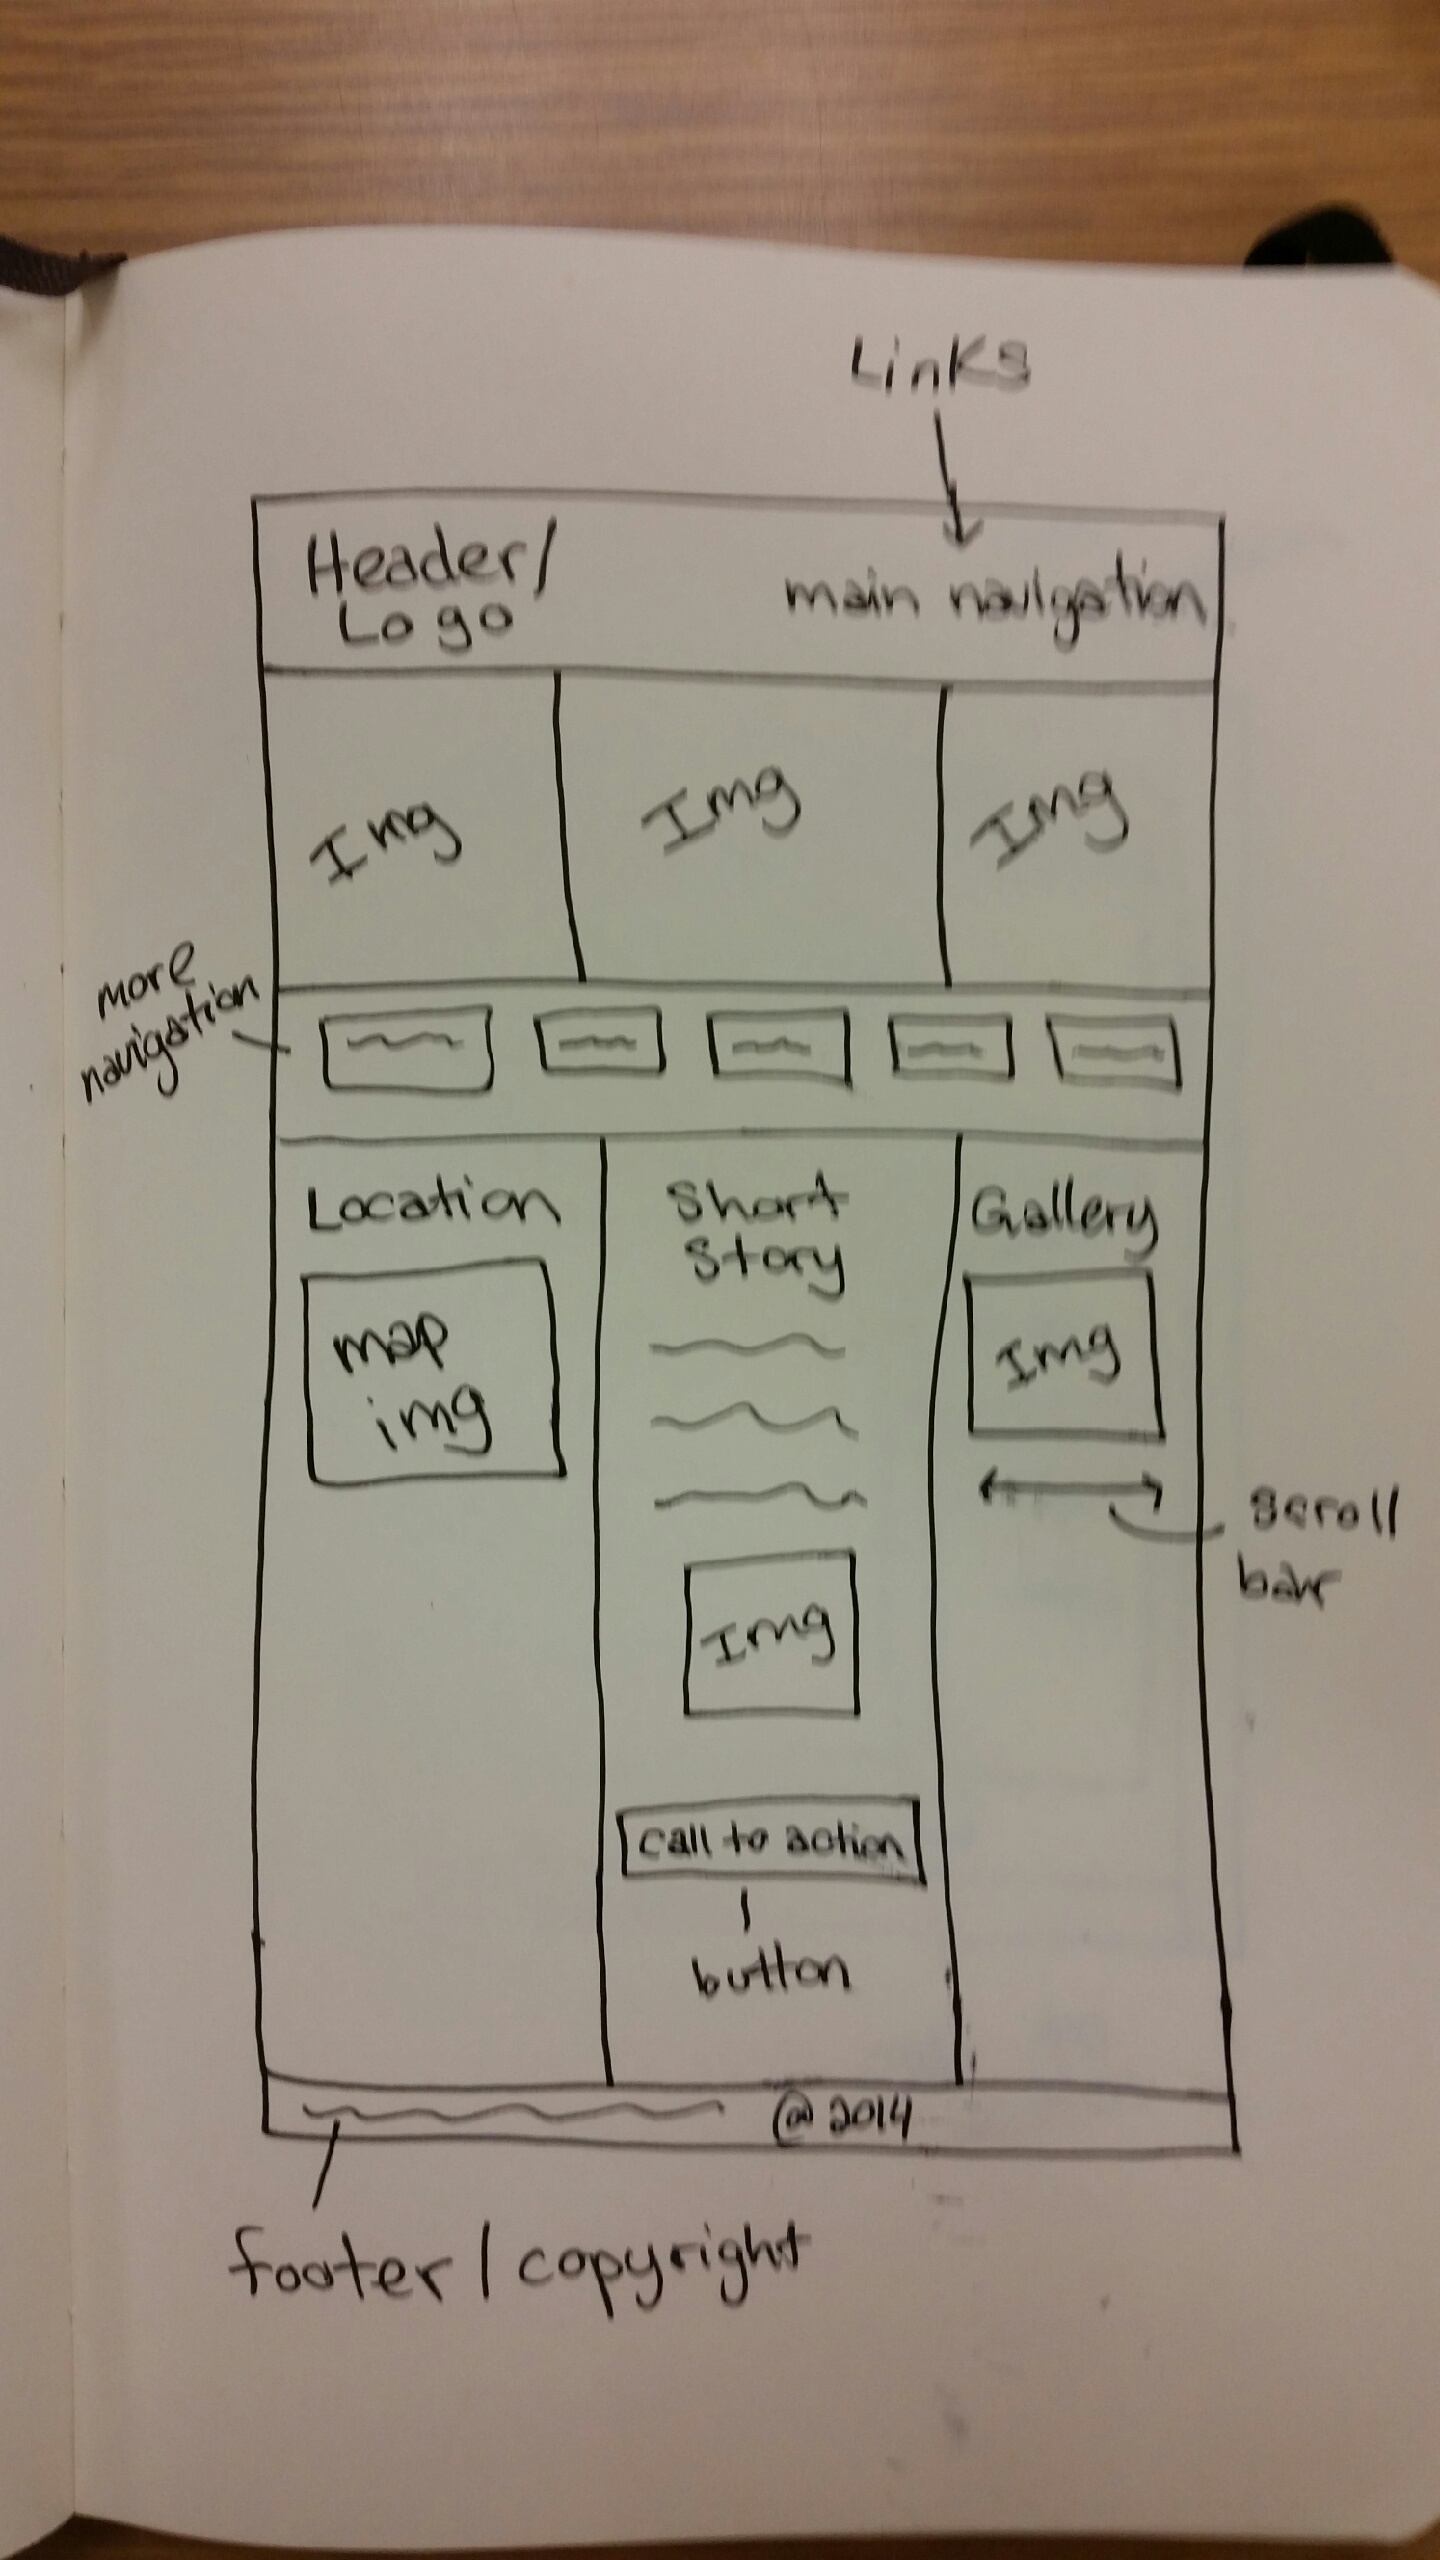 Links
Header/
Logo
main navigation
Img
Img
Img
more
navigation
Location
map
img
Short
Story
Img
call to action
button
Gallery
Img
scroll
bar
@ 2014
footer / copyright